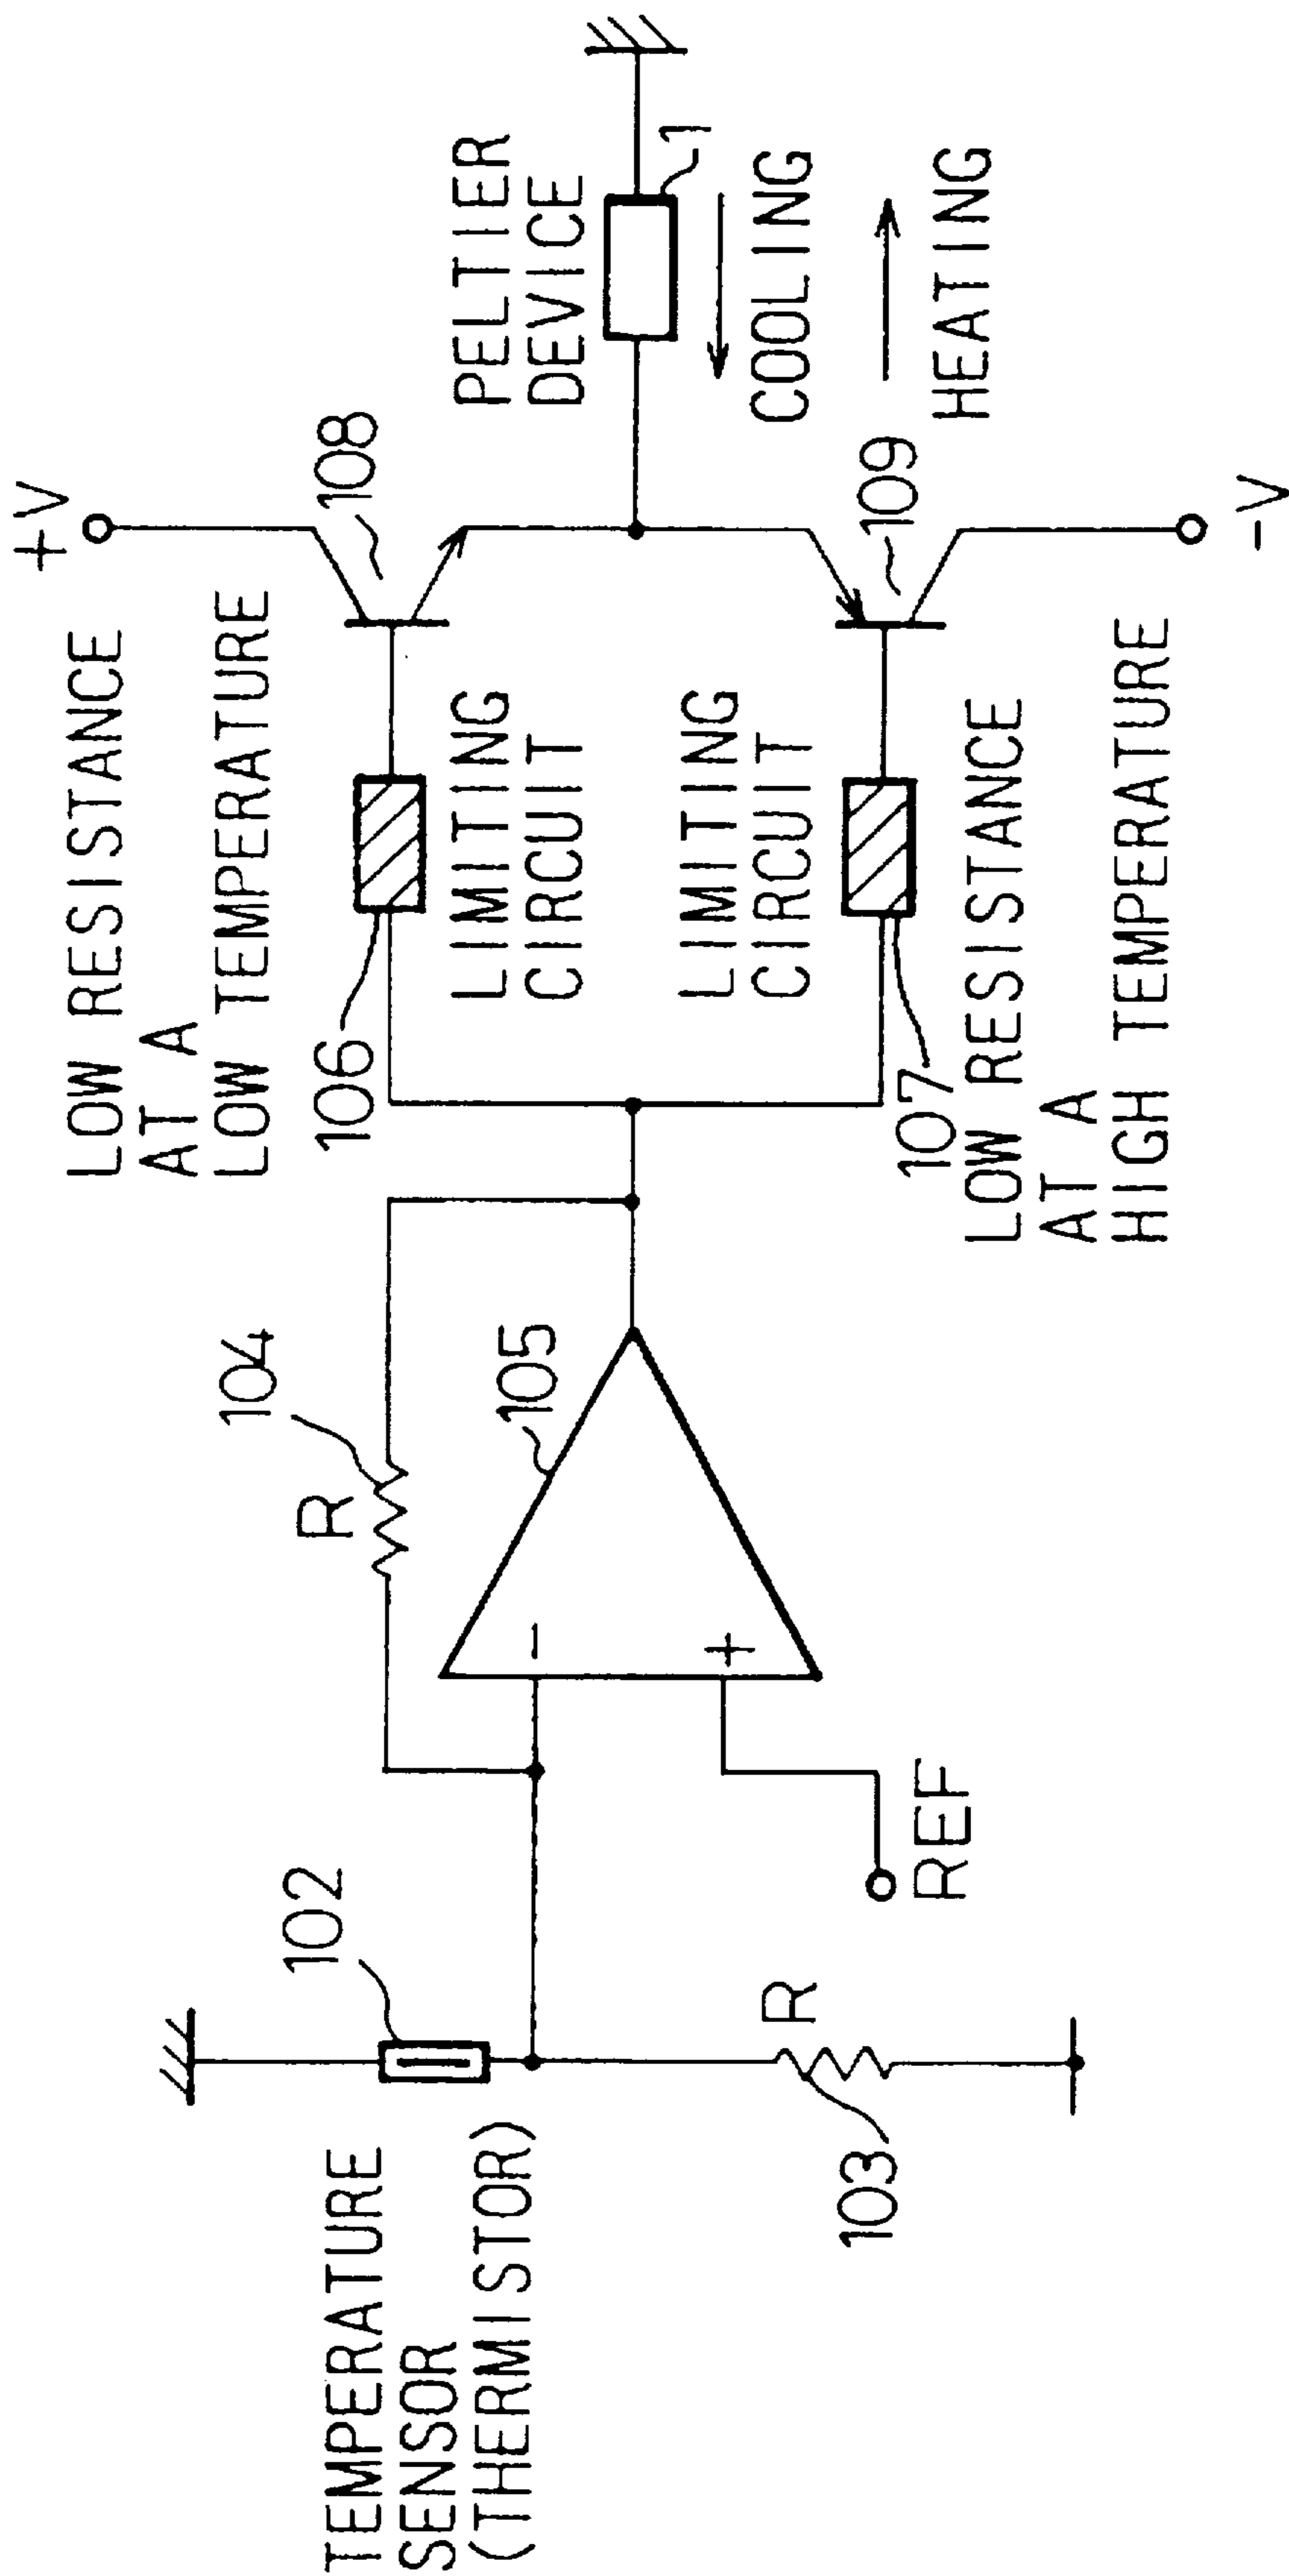 +V
LOW RESISTANCE
AT A
LOW TEMPERATURE
108
106
LIMITING
CIRCUIT
PELTIER
DEVICE
1
COOLING
HEATING
LIMITING
CIRCUIT
109
107
LOW RESISTANCE
AT A
HIGH TEMPERATURE
-V
104
R
105
-
+
REF
102
TEMPERATURE
SENSOR
(THERMISTOR)
R
103